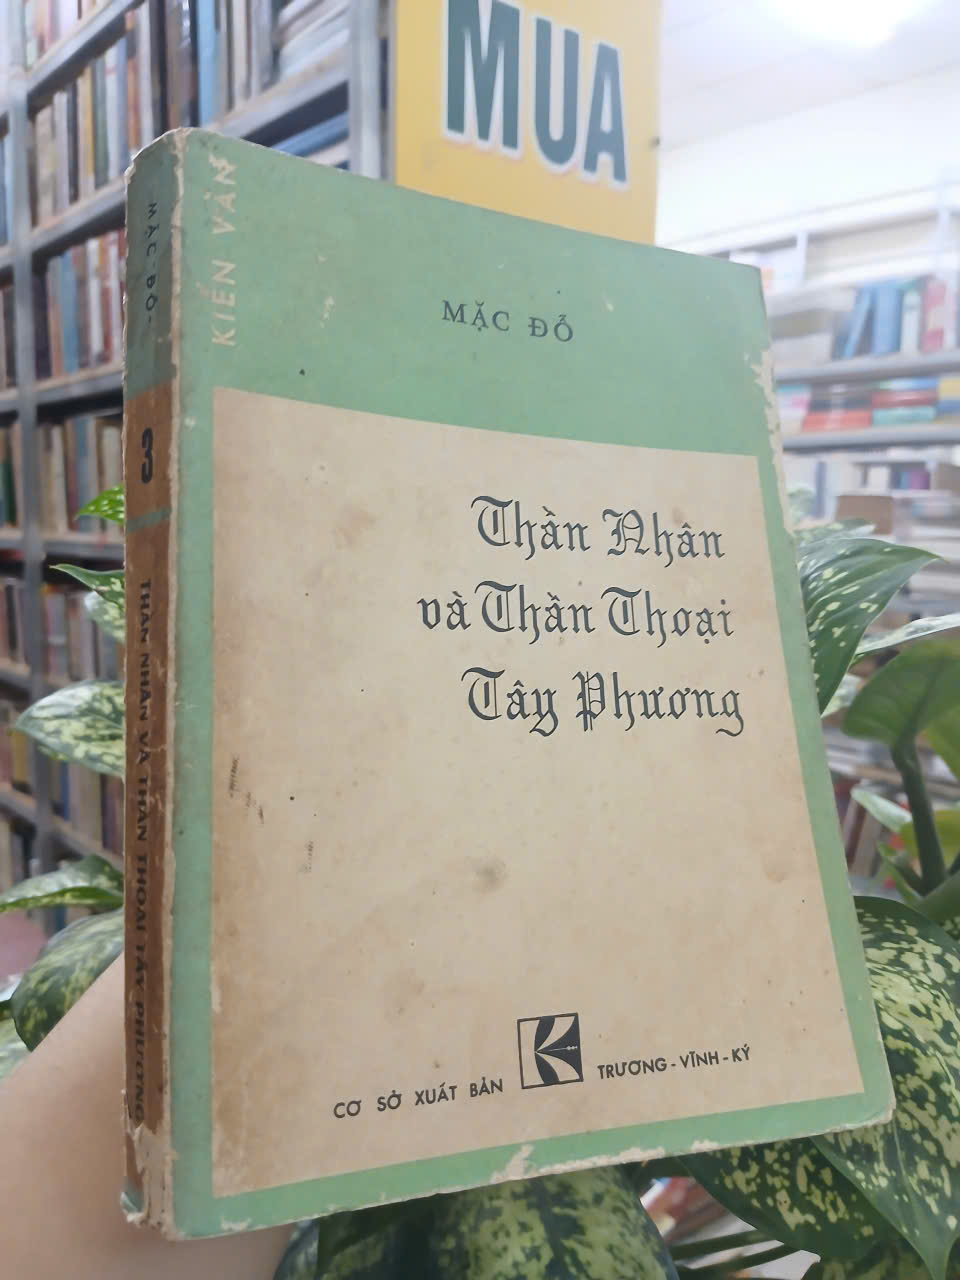 MUA
KIẾN VĂN
MẶC ĐỖ
Thần Nhân
và Thần Thoại
Tây Phương
CƠ SỞ XUẤT BẢN
K
TRƯƠNG-VĨNH-KÝ
MẶC ĐỖ
3
THẦN NHÂN VÀ THẦN THOẠI TÂY PHƯƠNG